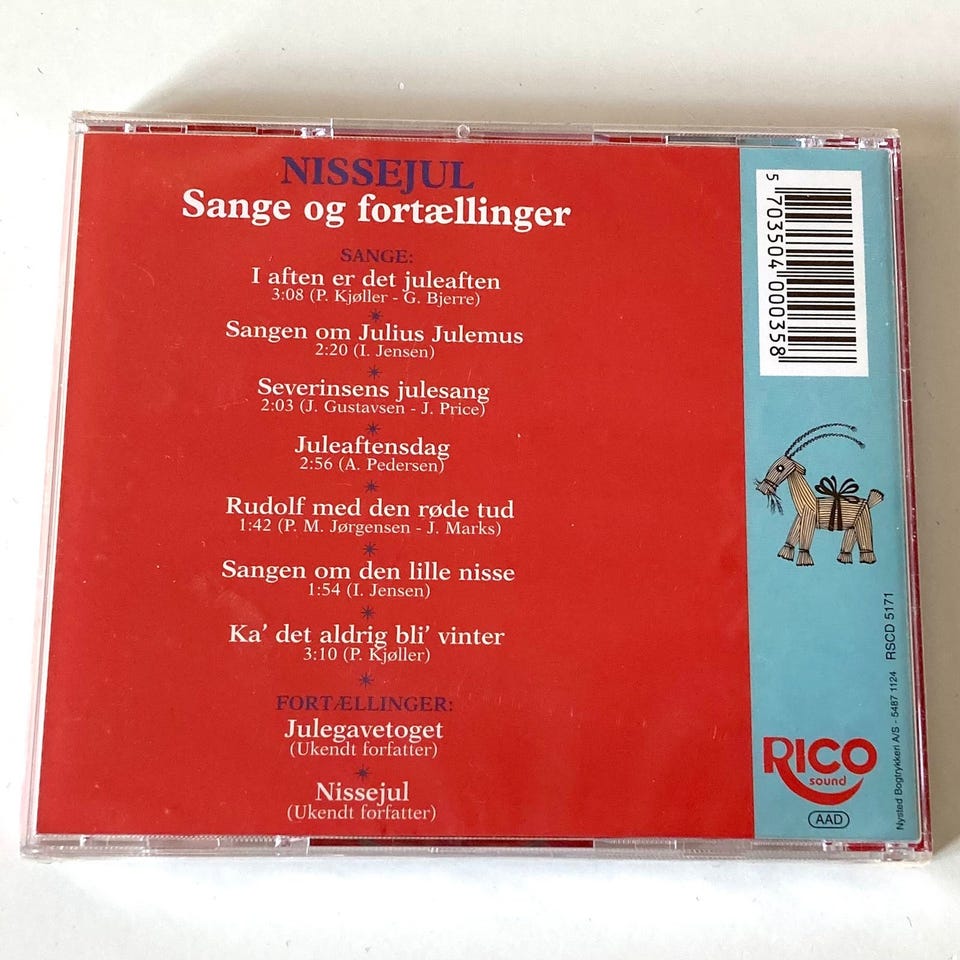 NISSEJUL
Sange og fortællinger
SANGE:
I aften er det juleaften
3:08 (P. Kjøller - G. Bjerre)
Sangen om Julius Julemus
2:20 (I. Jensen)
Severinsens julesang
2:03 (J. Gustavsen - J. Price)
Juleaftensdag
2:56 (A. Pedersen)
Rudolf med den røde tud
1:42 (P. M. Jørgensen - J. Marks)
Sangen om den lille nisse
1:54 (I. Jensen)
Ka' det aldrig bli' vinter
3:10 (P. Kjøller)
FORTÆLLINGER:
Julegavetoget
(Ukendt forfatter)
Nissejul
(Ukendt forfatter)
5 703504 000358
Nysted Bogtrykkeri A/S - 5487 1124 RSCD 5171
RICO
sound
AAD